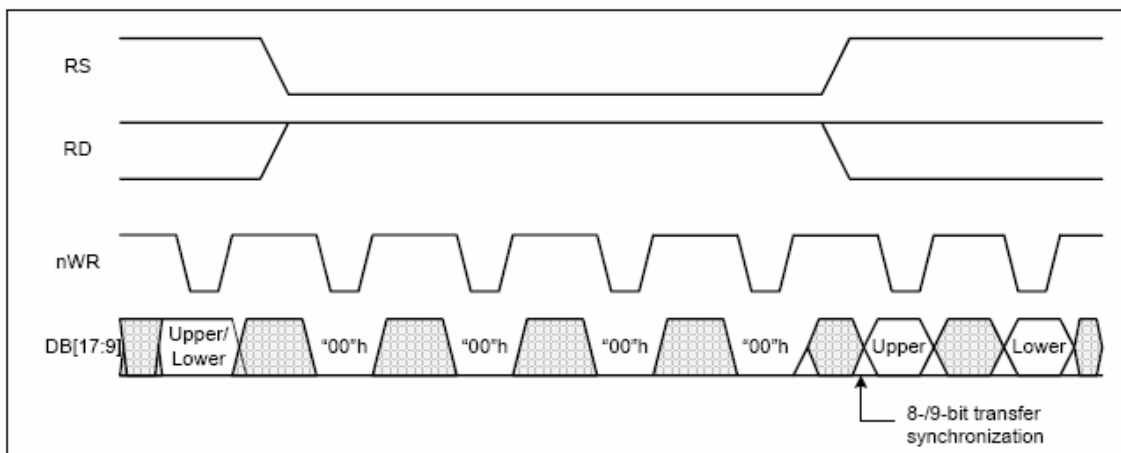 RS
RD
nWR
DB[17:9]
Upper/
Lower
“00”h
“00”h
“00”h
“00”h
Upper
Lower
8-/9-bit transfer
synchronization